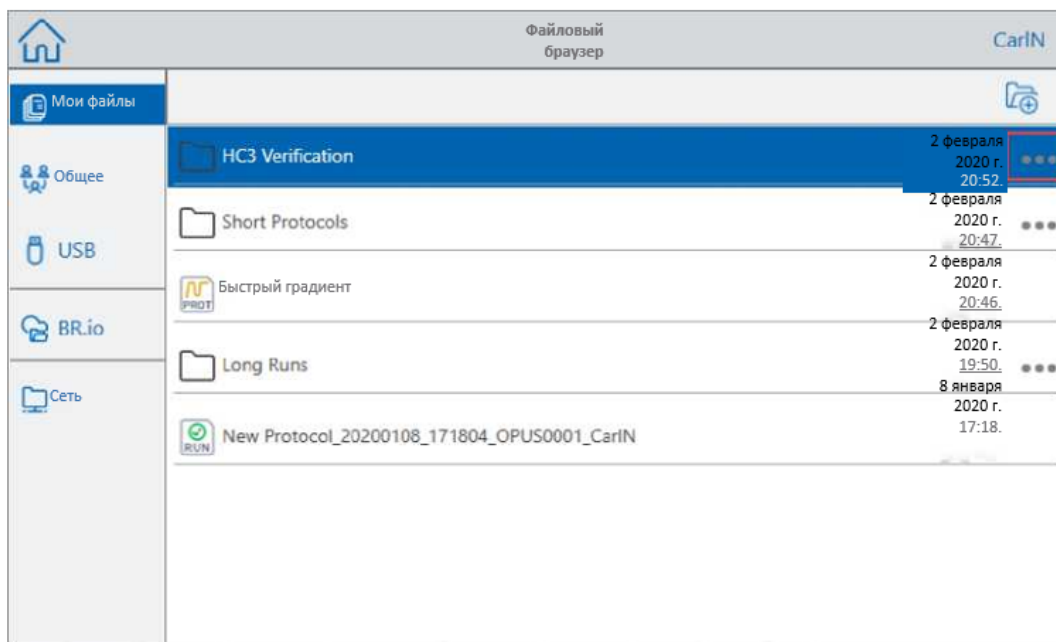 Файловый
браузер
CarlN
Мои файлы
Общее
USB
BR.io
Сеть
HC3 Verification
2 февраля
2020 г.
20:52.
Short Protocols
2 февраля
2020 г.
20:47.
PROT
Быстрый градиент
2 февраля
2020 г.
20:46.
Long Runs
2 февраля
2020 г.
19:50.
RUN
New Protocol_20200108_171804_OPUS0001_CarlN
8 января
2020 г.
17:18.